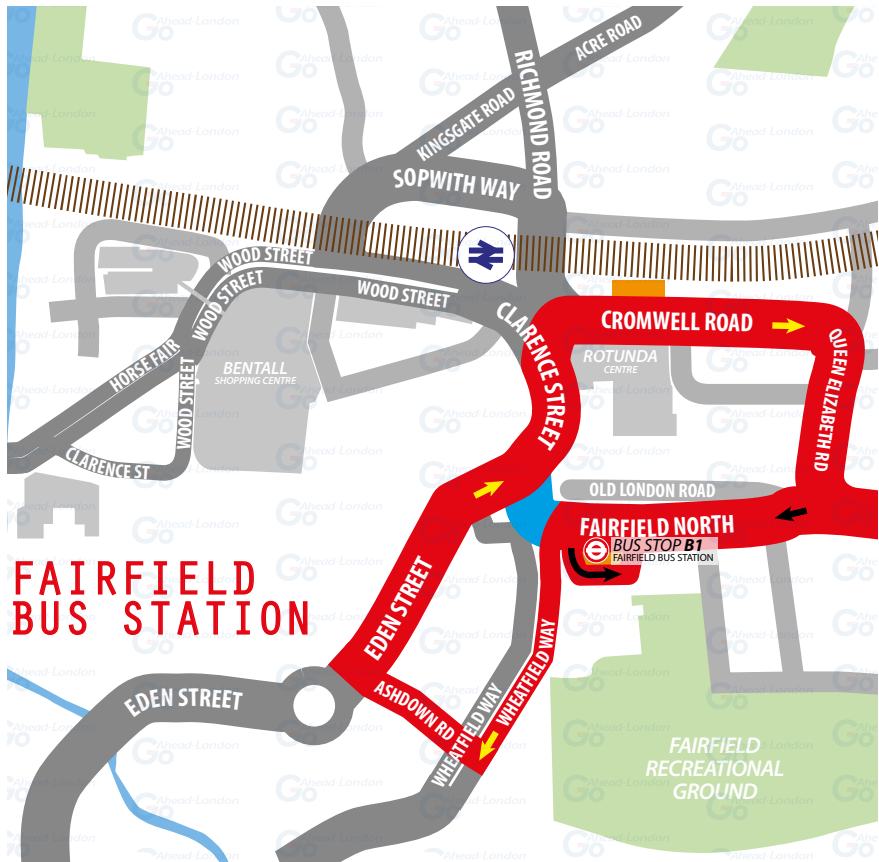 ACRE ROAD
RICHMOND ROAD
KINGSGATE ROAD
SOPWITH WAY
WOOD STREET
WOOD STREET
WOOD STREET
CLARENCE STREET
CROMWELL ROAD
QUEEN ELIZABETH RD
ROTUNDA
CENTRE
HORSE FAIR
BENTALL
SHOPPING CENTRE
WOOD STREET
CLARENCE ST
OLD LONDON ROAD
FAIRFIELD NORTH
BUS STOP B1
FAIRFIELD BUS STATION
FAIRFIELD
BUS STATION
EDEN STREET
EDEN STREET
ASHDOWN RD
WHEATFIELD WAY
WHEATFIELD WAY
FAIRFIELD
RECREATIONAL
GROUND
Go Ahead-London